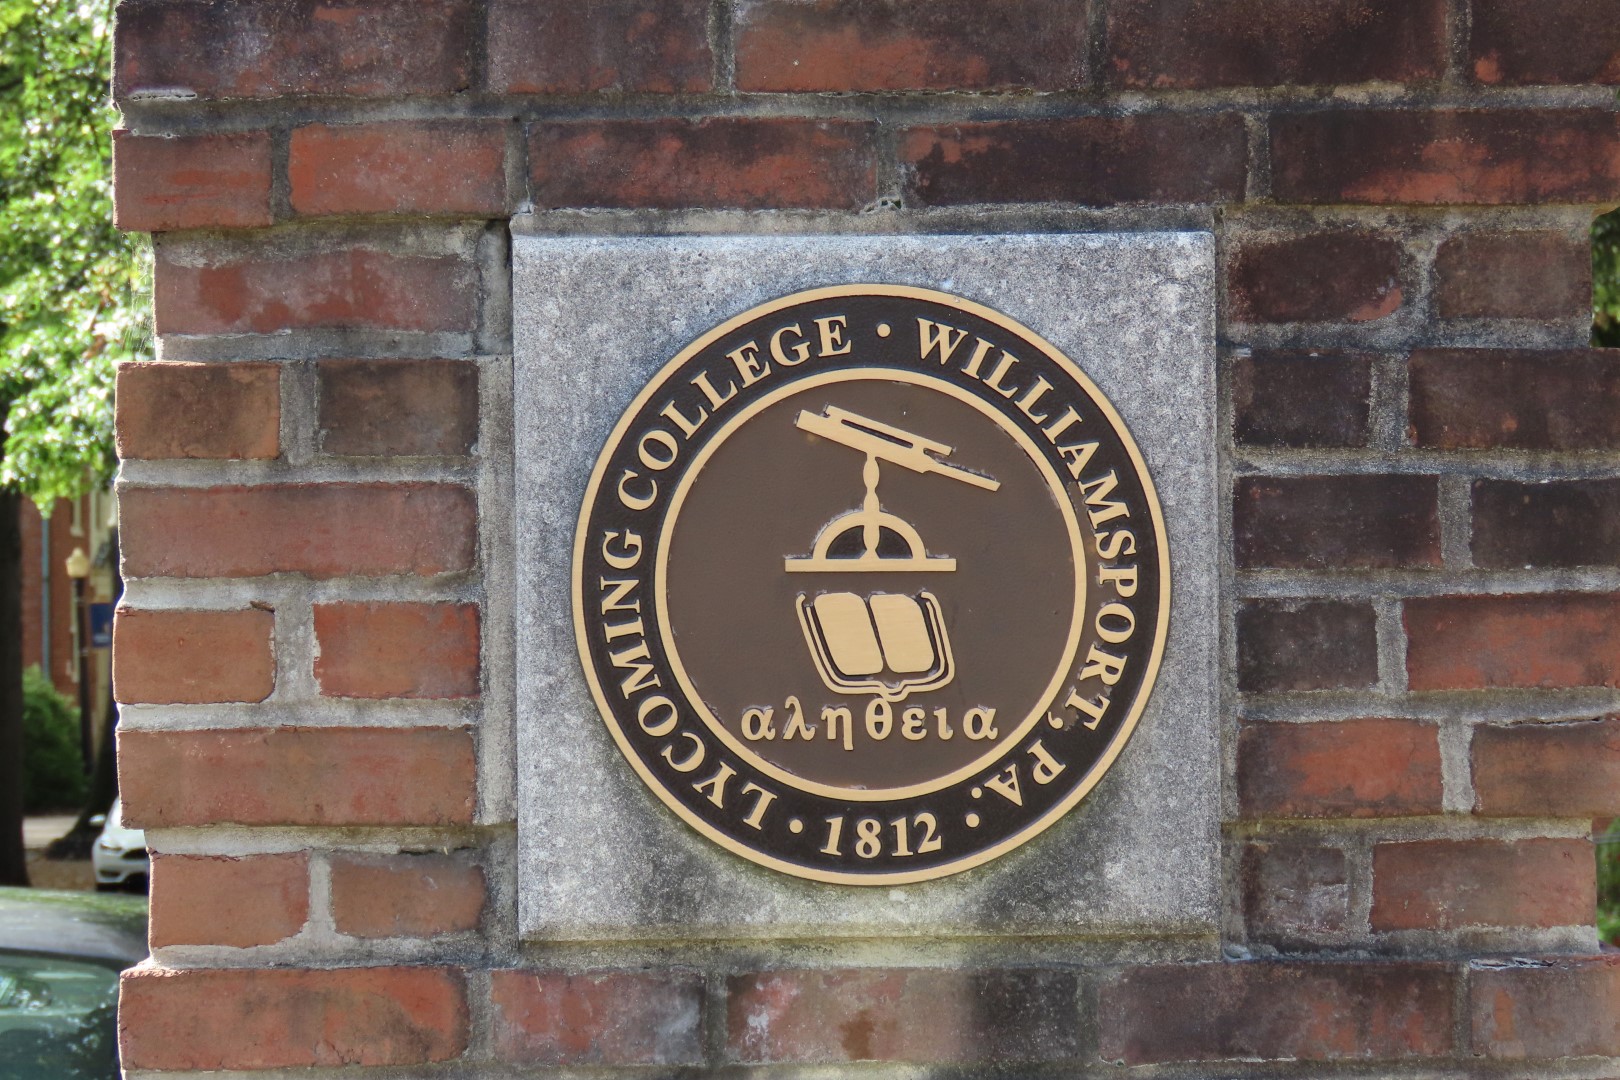 LYCOMING COLLEGE • WILLIAMSPORT, PA. •
αληθεια
• 1812